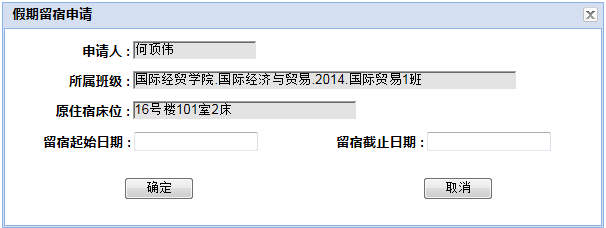 假期留宿申请
申请人：何顶伟
所属班级：国际经贸学院.国际经济与贸易.2014.国际贸易1班
原住宿床位：16号楼101室2床
留宿起始日期： 留宿截止日期：
确定 取消